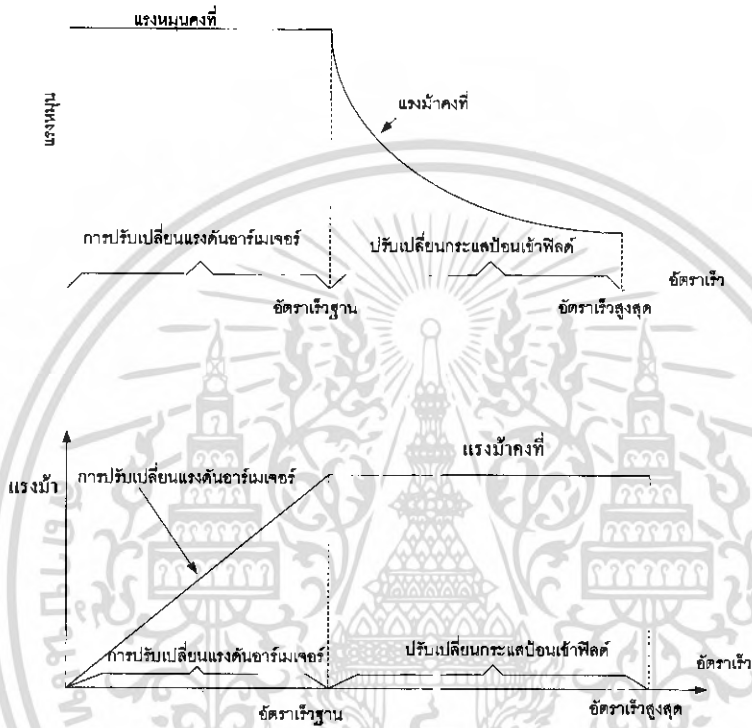 แรงหมุนคงที่
แรงหมุน
แรงม้าคงที่
การปรับเปลี่ยนแรงดันอาร์เมเจอร์
ปรับเปลี่ยนกระแสป้อนเข้าฟิลด์
อัตราเร็ว
อัตราเร็วฐาน
อัตราเร็วสูงสุด
แรงม้าคงที่
แรงม้า
การปรับเปลี่ยนแรงดันอาร์เมเจอร์
การปรับเปลี่ยนแรงดันอาร์เมเจอร์
ปรับเปลี่ยนกระแสป้อนเข้าฟิลด์
อัตราเร็ว
อัตราเร็วฐาน
อัตราเร็วสูงสุด